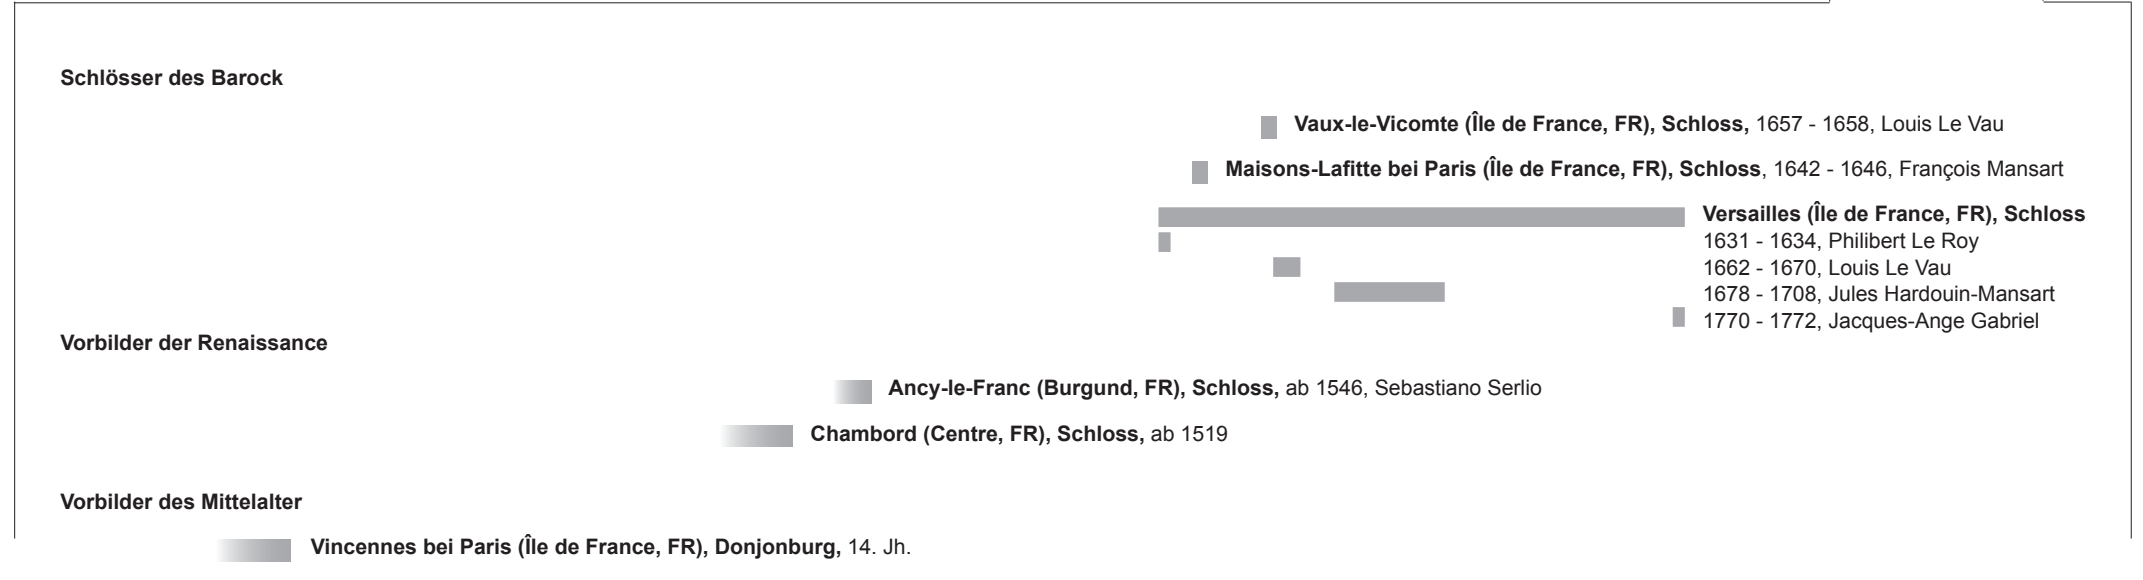 Schlösser des Barock
Vaux-le-Vicomte (Île de France, FR), Schloss, 1657 - 1658, Louis Le Vau
Maisons-Lafitte bei Paris (Île de France, FR), Schloss, 1642 - 1646, François Mansart
Versailles (Île de France, FR), Schloss
1631 - 1634, Philibert Le Roy
1662 - 1670, Louis Le Vau
1678 - 1708, Jules Hardouin-Mansart
1770 - 1772, Jacques-Ange Gabriel
Vorbilder der Renaissance
Ancy-le-Franc (Burgund, FR), Schloss, ab 1546, Sebastiano Serlio
Chambord (Centre, FR), Schloss, ab 1519
Vorbilder des Mittelalter
Vincennes bei Paris (Île de France, FR), Donjonburg, 14. Jh.